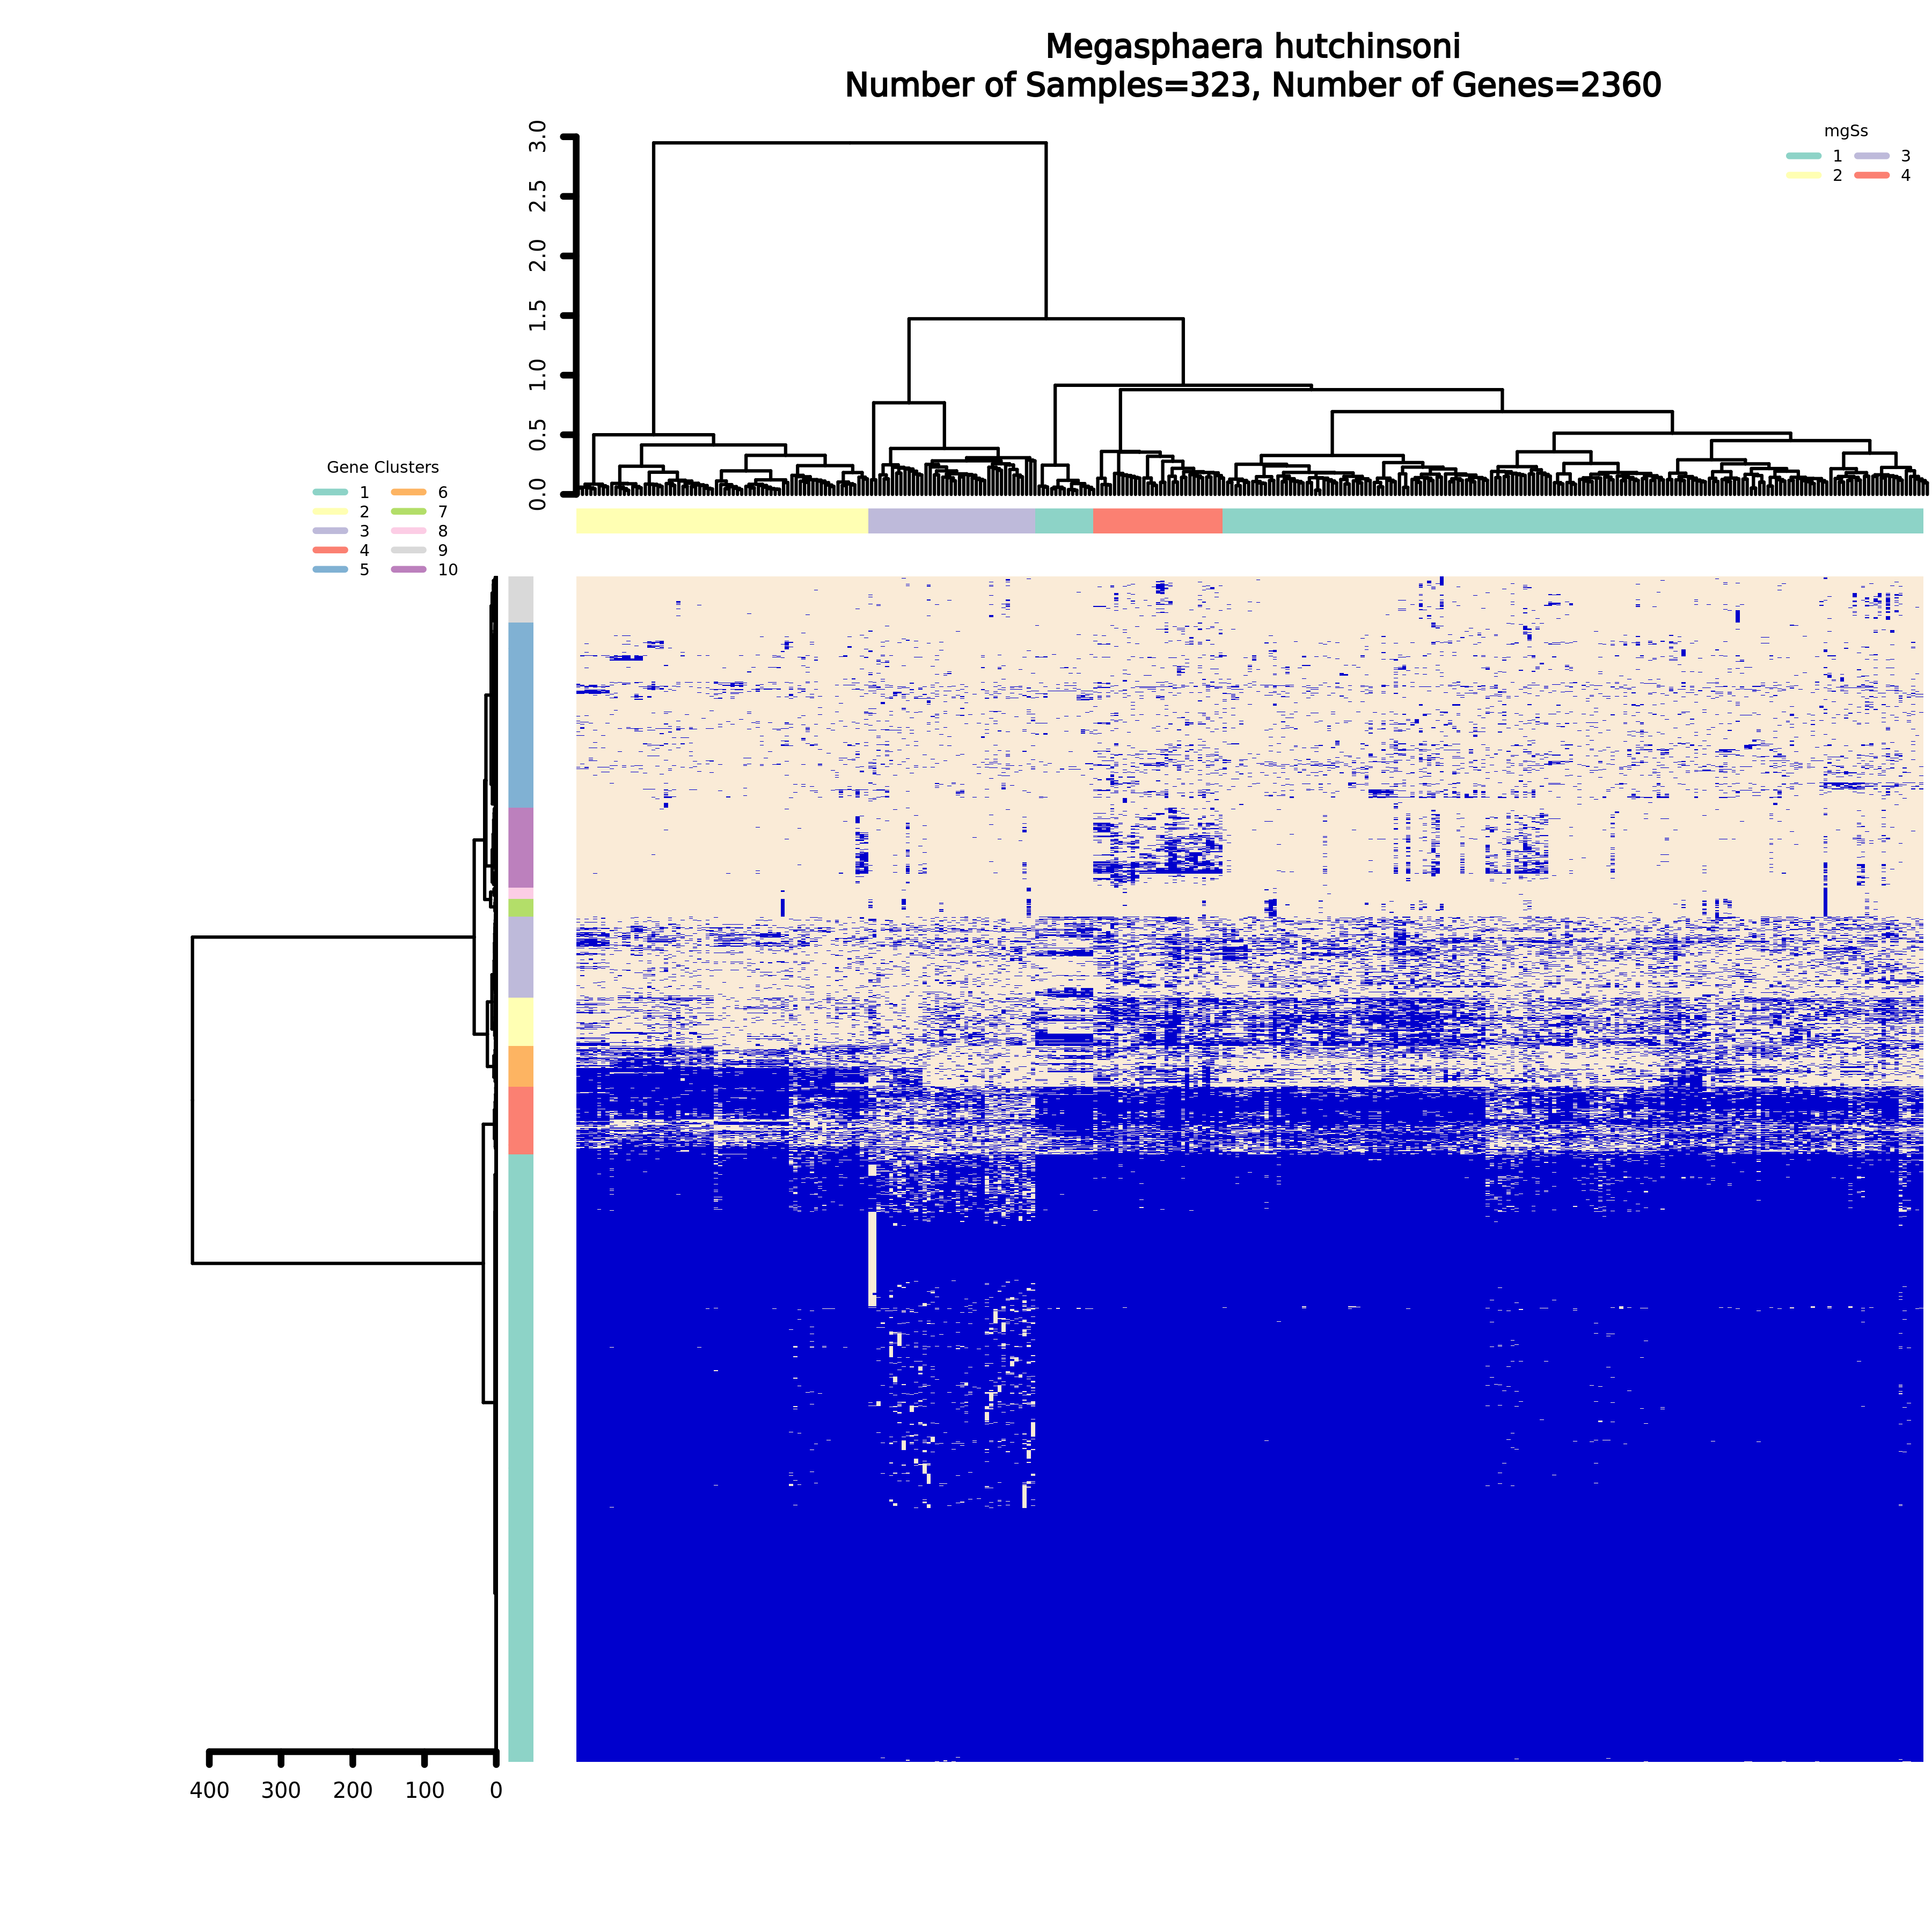 Megasphaera hutchinsoni
Number of Samples=323, Number of Genes=2360
mgSs
1 3
2 4
3.0
2.5
2.0
1.5
1.0
0.5
0.0
Gene Clusters
1 6
2 7
3 8
4 9
5 10
400 300 200 100 0